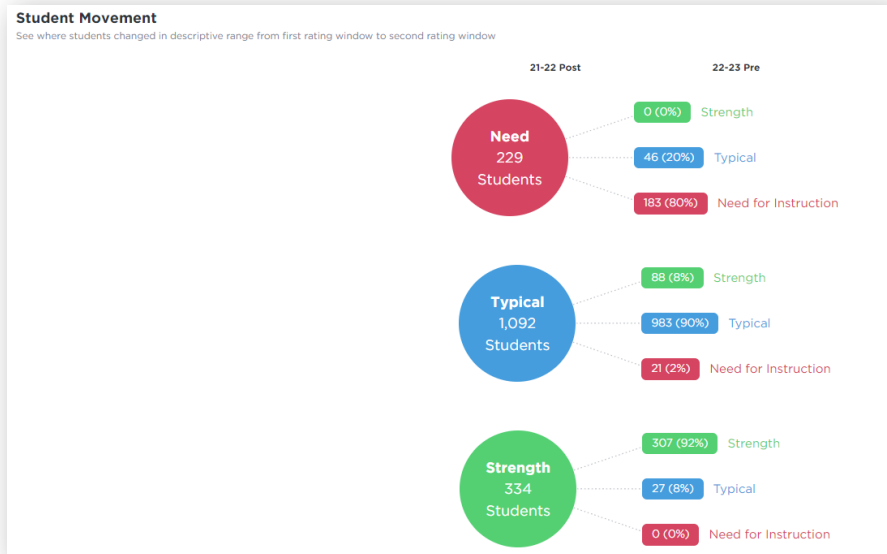 Student Movement
See where students changed in descriptive range from first rating window to second rating window
21-22 Post
22-23 Pre
Need
229
Students
0 (0%) Strength
46 (20%) Typical
183 (80%) Need for Instruction
Typical
1,092
Students
88 (8%) Strength
983 (90%) Typical
21 (2%) Need for Instruction
Strength
334
Students
307 (92%) Strength
27 (8%) Typical
0 (0%) Need for Instruction